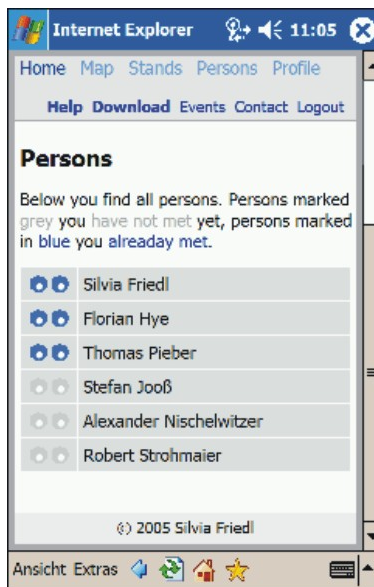 Internet Explorer 11:05
Home Map Stands Persons Profile
Help Download Events Contact Logout
Persons
Below you find all persons. Persons marked
grey you have not met yet, persons marked
in blue you alreaday met.
Silvia Friedl
Florian Hye
Thomas Pieber
Stefan Jooß
Alexander Nischelwitzer
Robert Strohmaier
(c) 2005 Silvia Friedl
Ansicht Extras